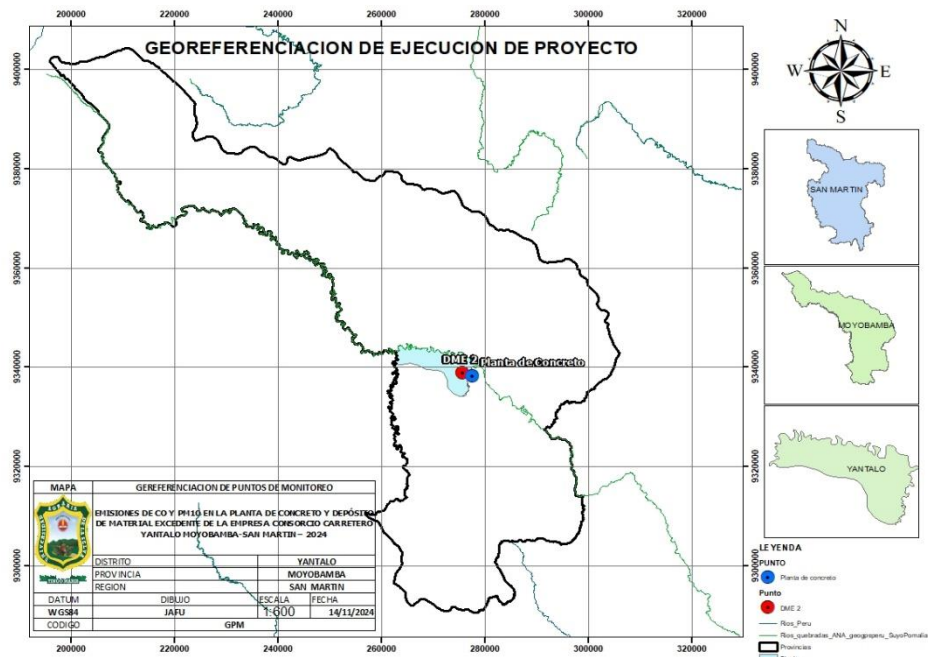 200000 220000 240000 260000 280000 300000 320000
GEOREFERENCIACION DE EJECUCION DE PROYECTO
N
W E
S
9400000 9400000
9380000 9380000
9360000 9360000
9340000 9340000
9320000 9320000
9300000 9300000
DME 2 Planta de Concreto
SAN MARTIN
MOYOBAMBA
YANTALO
MAPA GEREFERENCIACION DE PUNTOS DE MONITOREO
EMISIONES DE CO Y PM10 EN LA PLANTA DE CONCRETO Y DEPÓSITO
DE MATERIAL EXCEDENTE DE LA EMPRESA CONSORCIO CARRETERO
YANTALO MOYOBAMBA-SAN MARTIN – 2024
DISTRITO YANTALO
PROVINCIA MOYOBAMBA
REGION SAN MARTIN
DATUM DIBUJO ESCALA FECHA
WGS84 JAFU 1:600 14/11/2024
CODIGO GPM
200000 220000 240000 260000 280000 300000 320000
LEYENDA
PUNTO
Planta de concreto
Punto
DME 2
Rios_Peru
Provincias